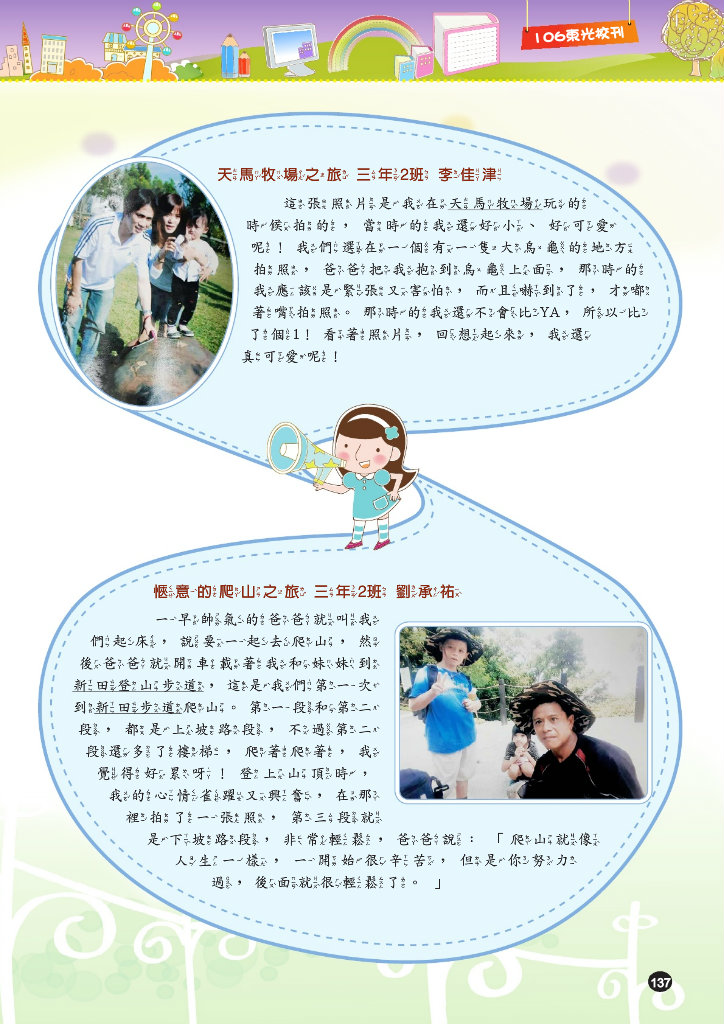 106東光校刊
天馬牧場之旅 三年2班 李佳津
這張照片是我在天馬牧場玩的
時侯拍的，當時的我還好小、好可愛
呢！我們還在一個有一隻大烏龜的地方
拍照，爸爸把我抱到烏龜上面，那時的
我應該是緊張又害怕，而且嚇到了，才嘟
著嘴拍照。那時的我還不會比YA，所以比
了個1！看著照片，回想起來，我還
真可愛呢！
愜意的爬山之旅 三年2班 劉承祐
一早帥氣的爸爸就叫我
們起床，說要一起去爬山，然
後爸爸就開車載著我和妹妹到
新田登山步道，這是我們第一次
到新田登山步道爬山。第一段和第二
段，都是上坡路段，不過第二
段還多了樓梯，爬著爬著，我
覺得好累呀！登上山頂時，
我的心情雀躍又興奮，在那
裡拍了一張照，第三段就
是下坡路段，非常輕鬆，爸爸說：「爬山就像
人生一樣，一開始很辛苦，但是你努力
過，後面就很輕鬆了。」
137